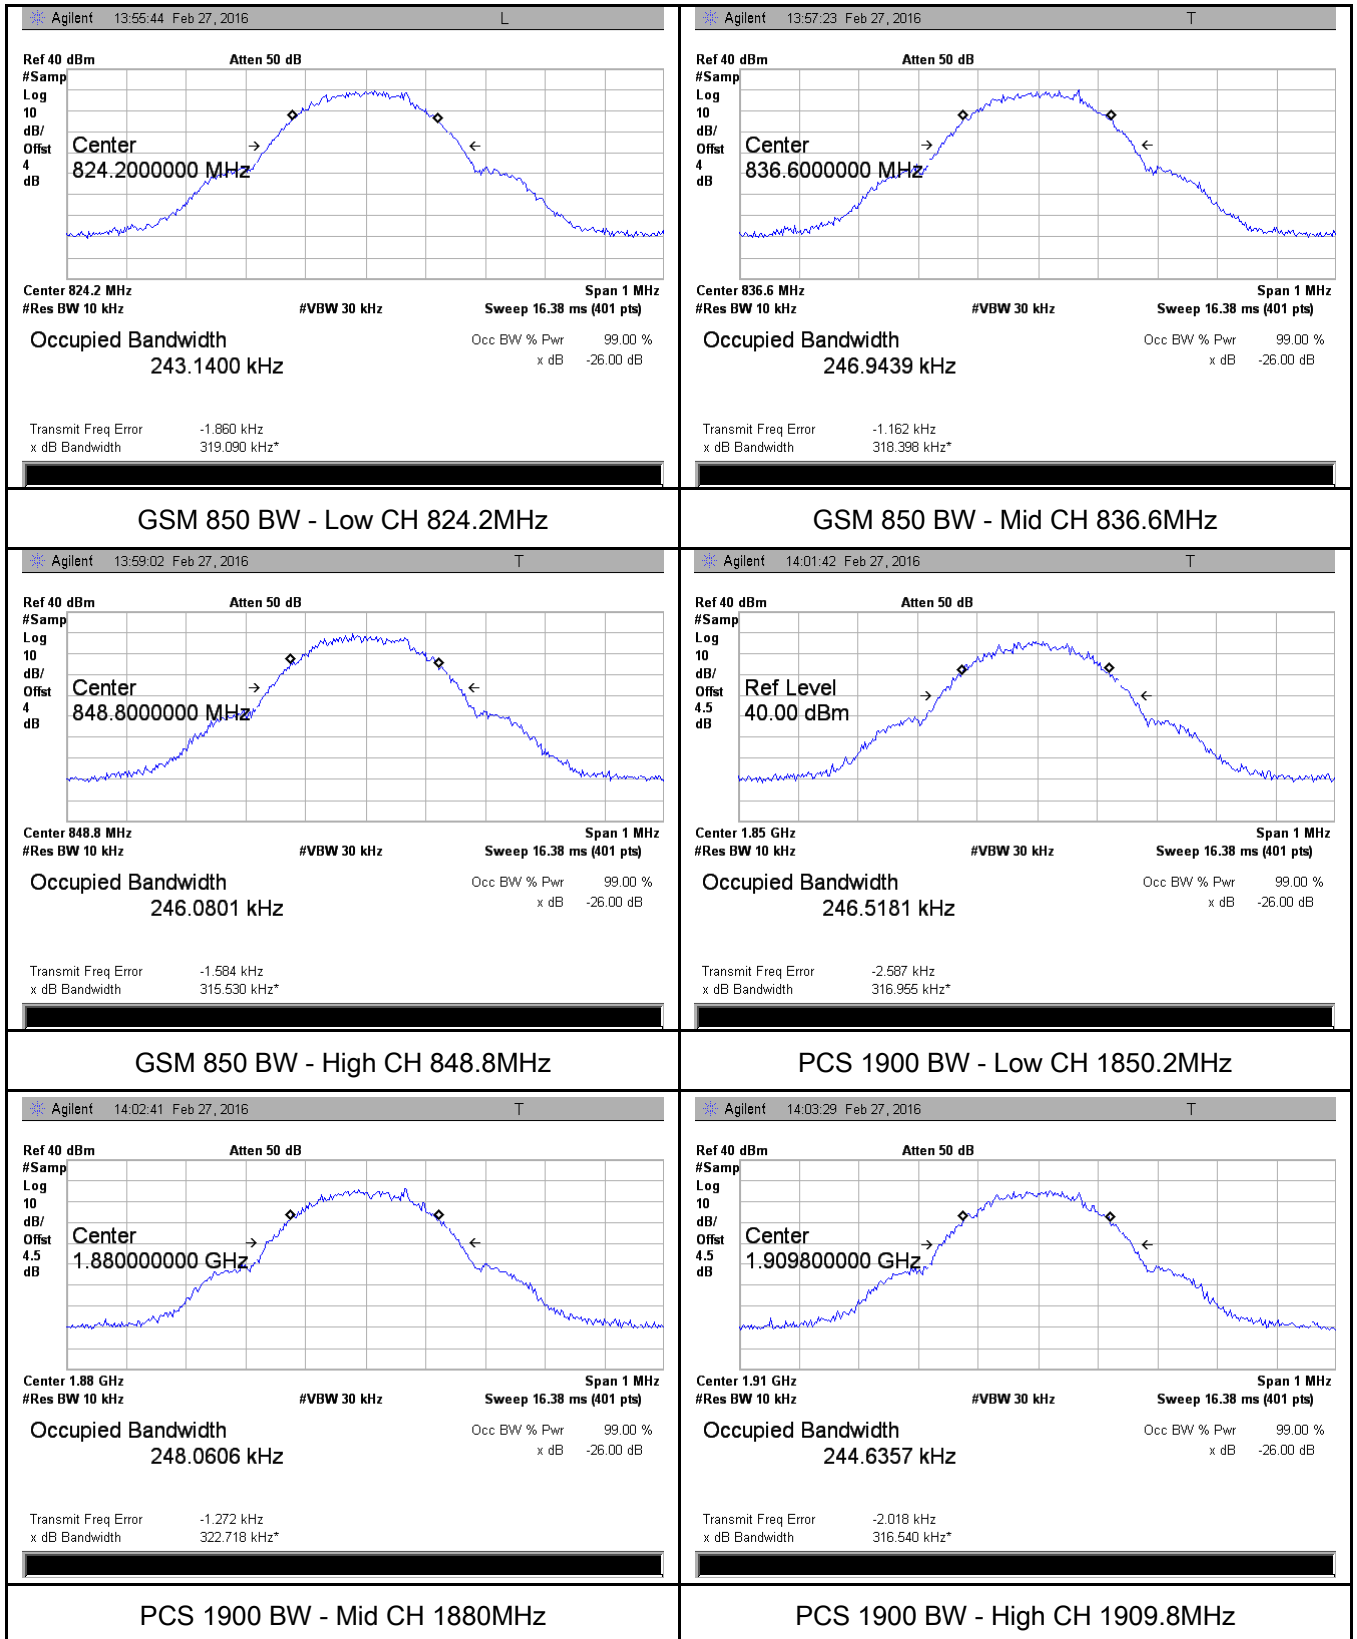 Agilent 13:55:44 Feb 27, 2016 L
Ref 40 dBm Atten 50 dB
#Samp
Log
10
dB/
Offst
4
dB
Center
824.2000000 MHz
Center 824.2 MHz Span 1 MHz
#Res BW 10 kHz #VBW 30 kHz Sweep 16.38 ms (401 pts)
Occupied Bandwidth Occ BW % Pwr 99.00 %
243.1400 kHz x dB -26.00 dB
Transmit Freq Error -1.860 kHz
x dB Bandwidth 319.090 kHz*
GSM 850 BW - Low CH 824.2MHz
Agilent 13:57:23 Feb 27, 2016 T
Ref 40 dBm Atten 50 dB
#Samp
Log
10
dB/
Offst
4
dB
Center
836.6000000 MHz
Center 836.6 MHz Span 1 MHz
#Res BW 10 kHz #VBW 30 kHz Sweep 16.38 ms (401 pts)
Occupied Bandwidth Occ BW % Pwr 99.00 %
246.9439 kHz x dB -26.00 dB
Transmit Freq Error -1.162 kHz
x dB Bandwidth 318.398 kHz*
GSM 850 BW - Mid CH 836.6MHz
Agilent 13:59:02 Feb 27, 2016 T
Ref 40 dBm Atten 50 dB
#Samp
Log
10
dB/
Offst
4
dB
Center
848.8000000 MHz
Center 848.8 MHz Span 1 MHz
#Res BW 10 kHz #VBW 30 kHz Sweep 16.38 ms (401 pts)
Occupied Bandwidth Occ BW % Pwr 99.00 %
246.0801 kHz x dB -26.00 dB
Transmit Freq Error -1.584 kHz
x dB Bandwidth 315.530 kHz*
GSM 850 BW - High CH 848.8MHz
Agilent 14:01:42 Feb 27, 2016 T
Ref 40 dBm Atten 50 dB
#Samp
Log
10
dB/
Offst
4.5
dB
Ref Level
40.00 dBm
Center 1.85 GHz Span 1 MHz
#Res BW 10 kHz #VBW 30 kHz Sweep 16.38 ms (401 pts)
Occupied Bandwidth Occ BW % Pwr 99.00 %
246.5181 kHz x dB -26.00 dB
Transmit Freq Error -2.587 kHz
x dB Bandwidth 316.955 kHz*
PCS 1900 BW - Low CH 1850.2MHz
Agilent 14:02:41 Feb 27, 2016 T
Ref 40 dBm Atten 50 dB
#Samp
Log
10
dB/
Offst
4.5
dB
Center
1.880000000 GHz
Center 1.88 GHz Span 1 MHz
#Res BW 10 kHz #VBW 30 kHz Sweep 16.38 ms (401 pts)
Occupied Bandwidth Occ BW % Pwr 99.00 %
248.0606 kHz x dB -26.00 dB
Transmit Freq Error -1.272 kHz
x dB Bandwidth 322.718 kHz*
PCS 1900 BW - Mid CH 1880MHz
Agilent 14:03:29 Feb 27, 2016 T
Ref 40 dBm Atten 50 dB
#Samp
Log
10
dB/
Offst
4.5
dB
Center
1.909800000 GHz
Center 1.91 GHz Span 1 MHz
#Res BW 10 kHz #VBW 30 kHz Sweep 16.38 ms (401 pts)
Occupied Bandwidth Occ BW % Pwr 99.00 %
244.6357 kHz x dB -26.00 dB
Transmit Freq Error -2.018 kHz
x dB Bandwidth 316.540 kHz*
PCS 1900 BW - High CH 1909.8MHz